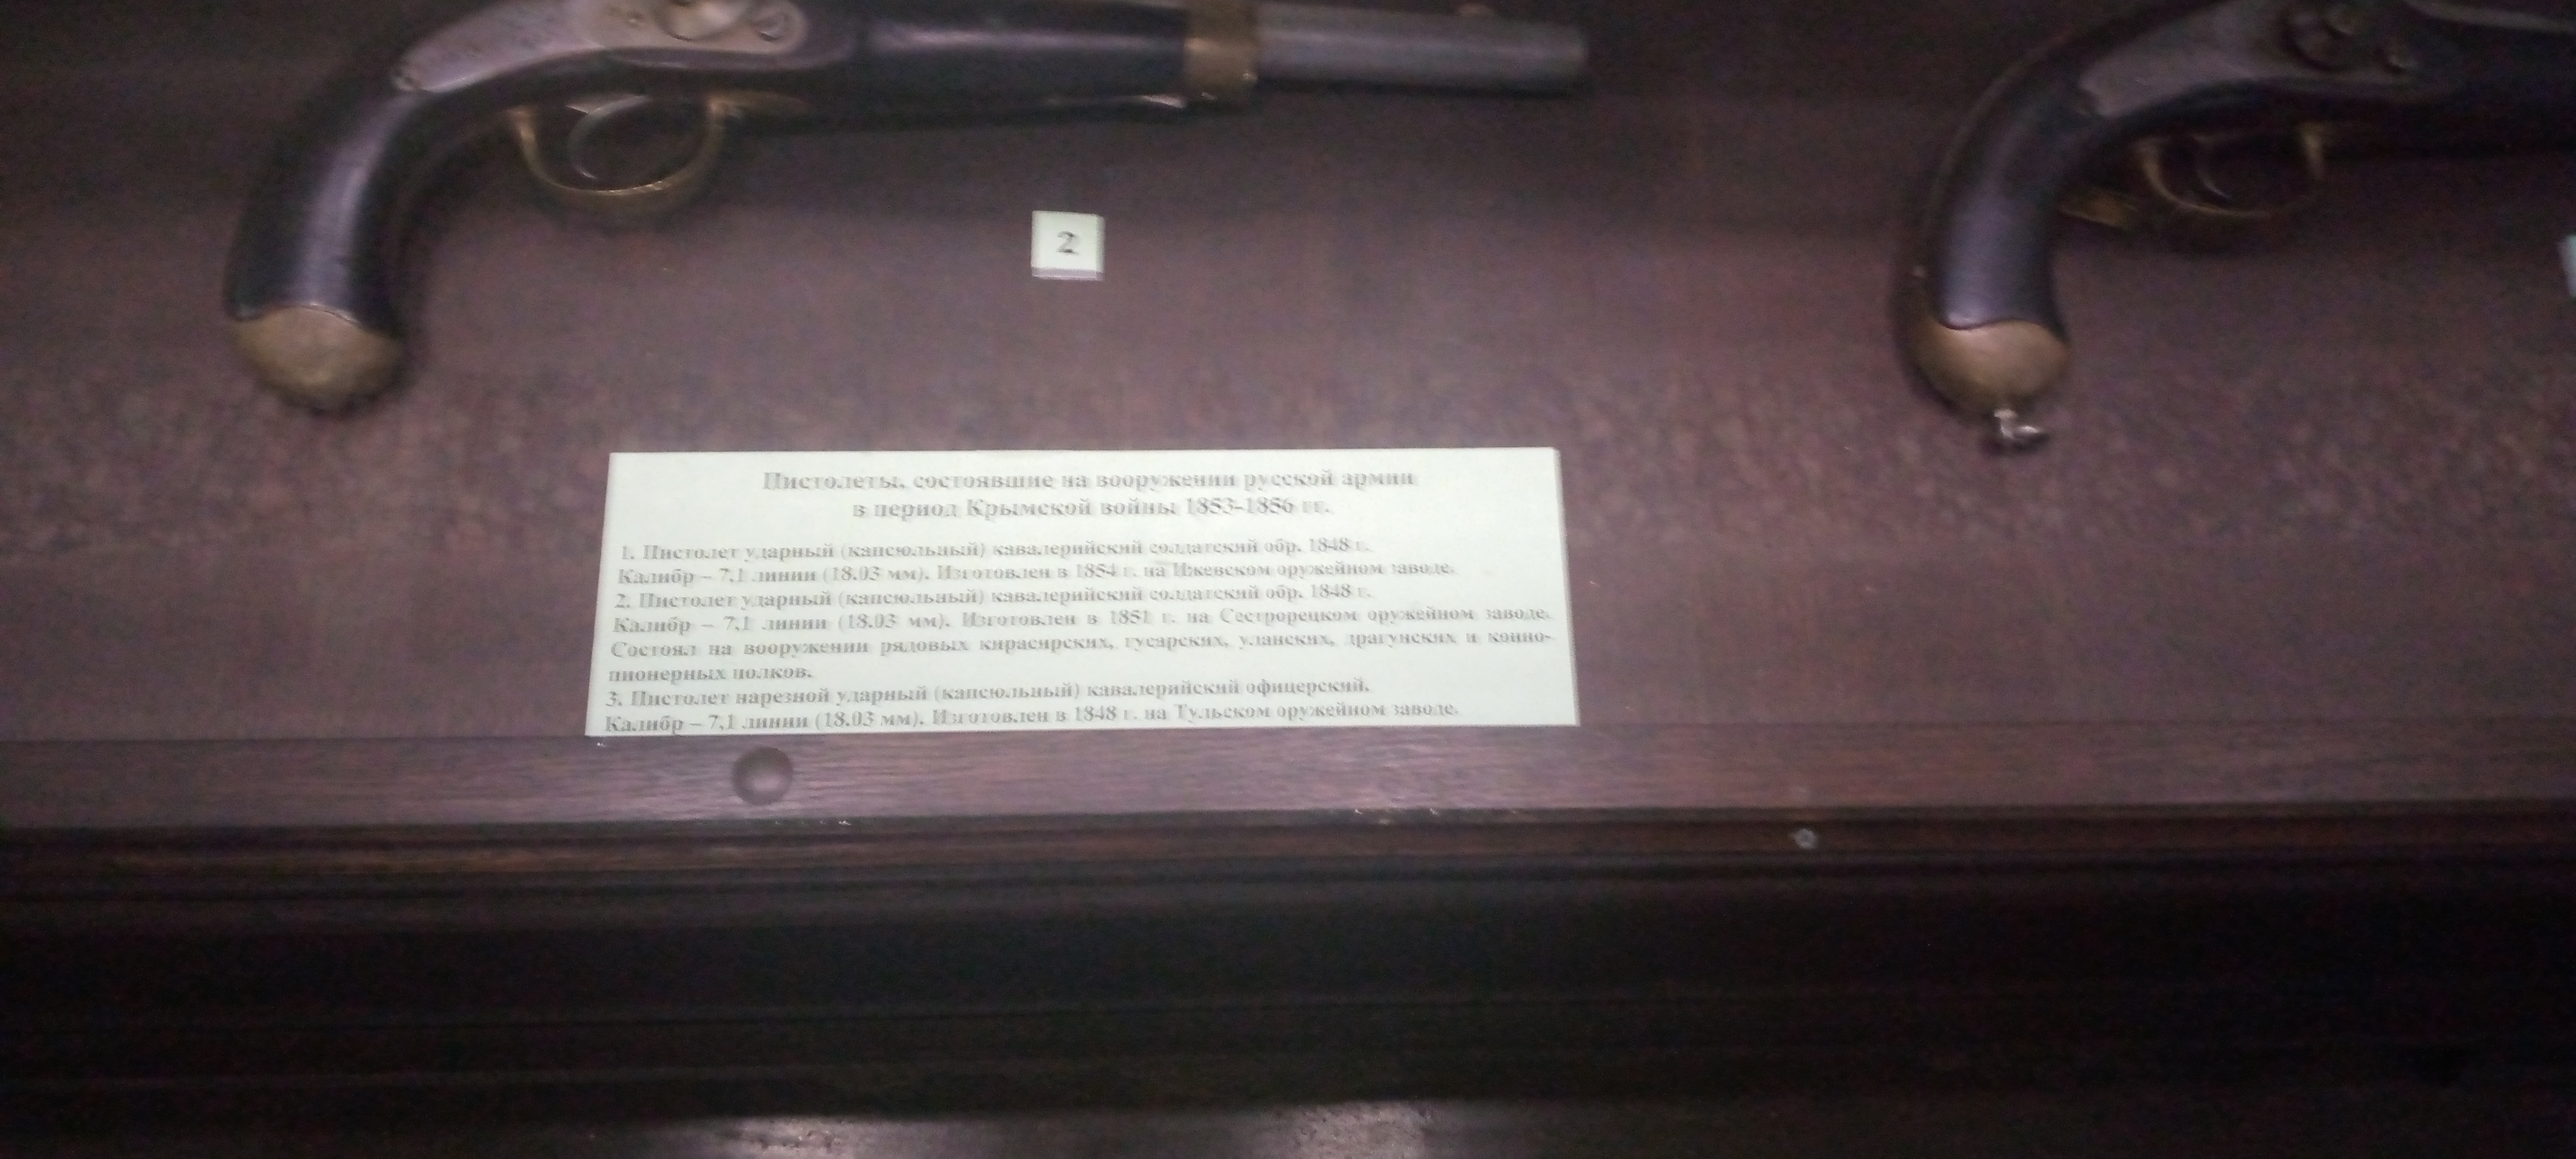 2
Пистолеты, состоявшие на вооружении русской армии
в период Крымской войны 1853-1856 гг.
1. Пистолет ударный (капсюльный) кавалерийский солдатский обр. 1848 г.
Калибр – 7,1 линии (18.03 мм). Изготовлен в 1854 г. на Ижевском оружейном заводе.
2. Пистолет ударный (капсюльный) кавалерийский солдатский обр. 1848 г.
Калибр – 7,1 линии (18.03 мм). Изготовлен в 1851 г. на Сестрорецком оружейном заводе.
Состоял на вооружении рядовых кирасирских, гусарских, уланских, драгунских и конно-
пионерных полков.
3. Пистолет нарезной ударный (капсюльный) кавалерийский офицерский.
Калибр – 7,1 линии (18.03 мм). Изготовлен в 1848 г. на Тульском оружейном заводе.